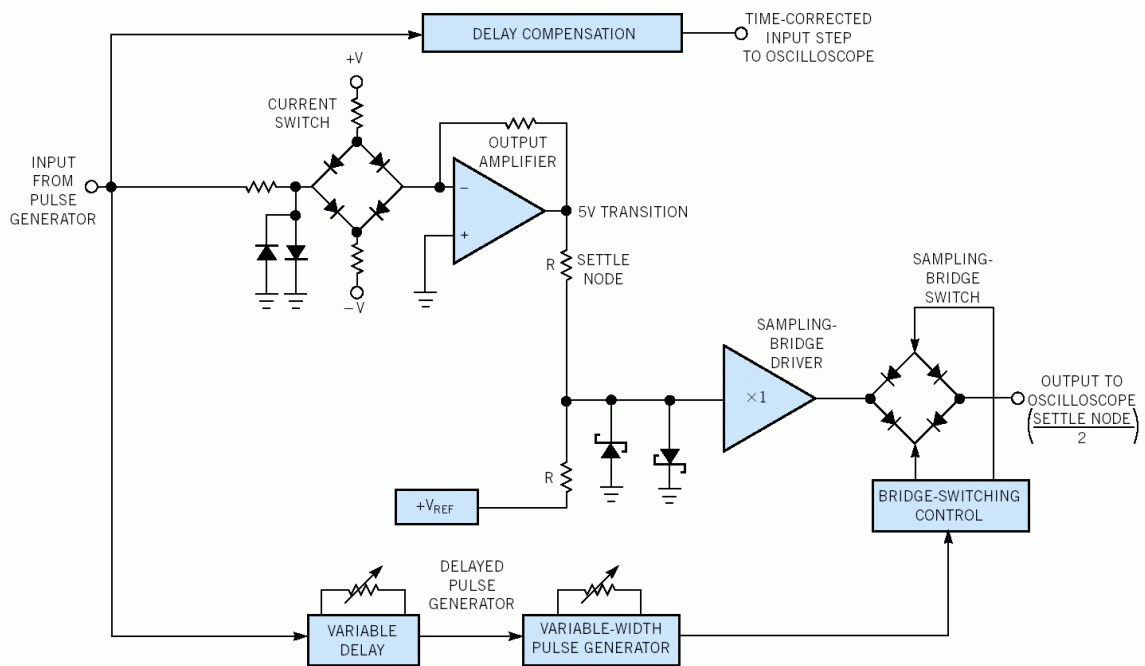 DELAY COMPENSATION
TIME-CORRECTED
INPUT STEP
TO OSCILLOSCOPE
+V
CURRENT
SWITCH
OUTPUT
AMPLIFIER
INPUT
FROM
PULSE
GENERATOR
−
+
5V TRANSITION
−V
R
SETTLE
NODE
SAMPLING-
BRIDGE
SWITCH
SAMPLING-
BRIDGE
DRIVER
×1
OUTPUT TO
OSCILLOSCOPE
(SETTLE NODE
2)
R
+VREF
BRIDGE-SWITCHING
CONTROL
DELAYED
PULSE
GENERATOR
VARIABLE
DELAY
VARIABLE-WIDTH
PULSE GENERATOR